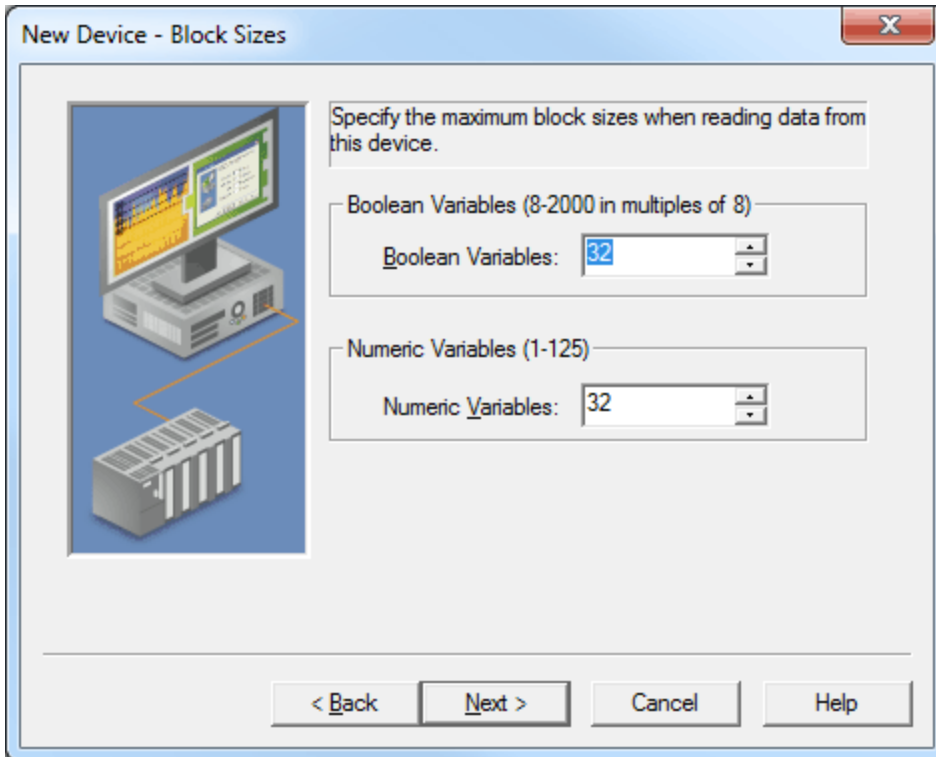 New Device - Block Sizes
Specify the maximum block sizes when reading data from
this device.
Boolean Variables (8-2000 in multiples of 8)
Boolean Variables: 32
Numeric Variables (1-125)
Numeric Variables: 32
< Back Next > Cancel Help